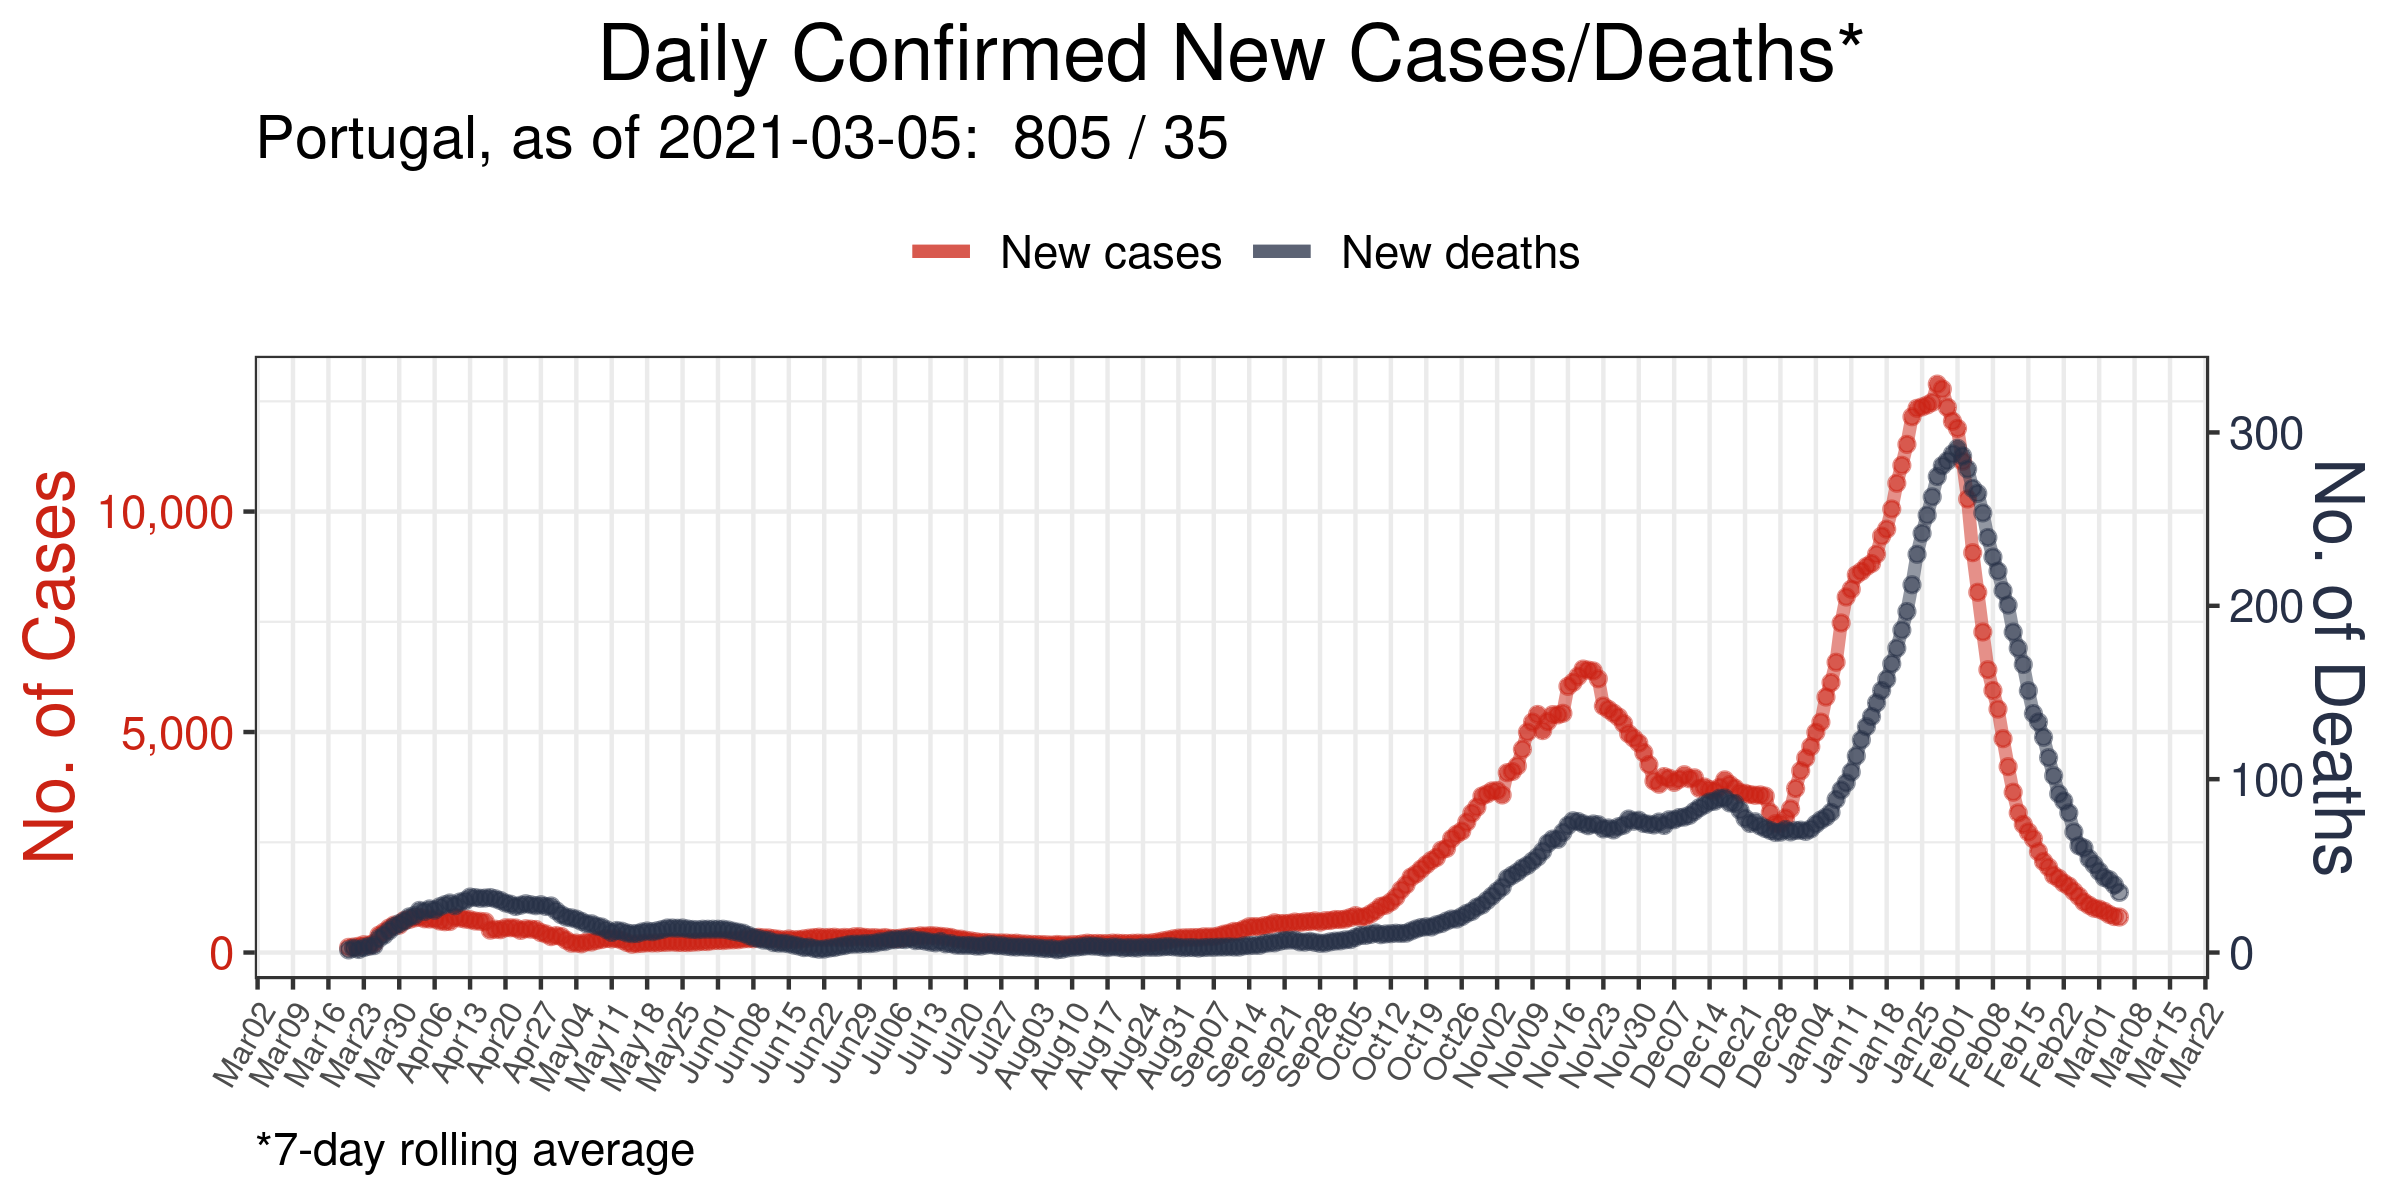 Daily Confirmed New Cases/Deaths*
Portugal, as of 2021-03-05:  805 / 35
New cases
New deaths
No. of Cases
10,000
5,000
0
300
200
100
0
No. of Deaths
Mar02
Mar09
Mar16
Mar23
Mar30
Apr06
Apr13
Apr20
Apr27
May04
May11
May18
May25
Jun01
Jun08
Jun15
Jun22
Jun29
Jul06
Jul13
Jul20
Jul27
Aug03
Aug10
Aug17
Aug24
Aug31
Sep07
Sep14
Sep21
Sep28
Oct05
Oct12
Oct19
Oct26
Nov02
Nov09
Nov16
Nov23
Nov30
Dec07
Dec14
Dec21
Dec28
Jan04
Jan11
Jan18
Jan25
Feb01
Feb08
Feb15
Feb22
Mar01
Mar08
Mar15
Mar22
*7-day rolling average